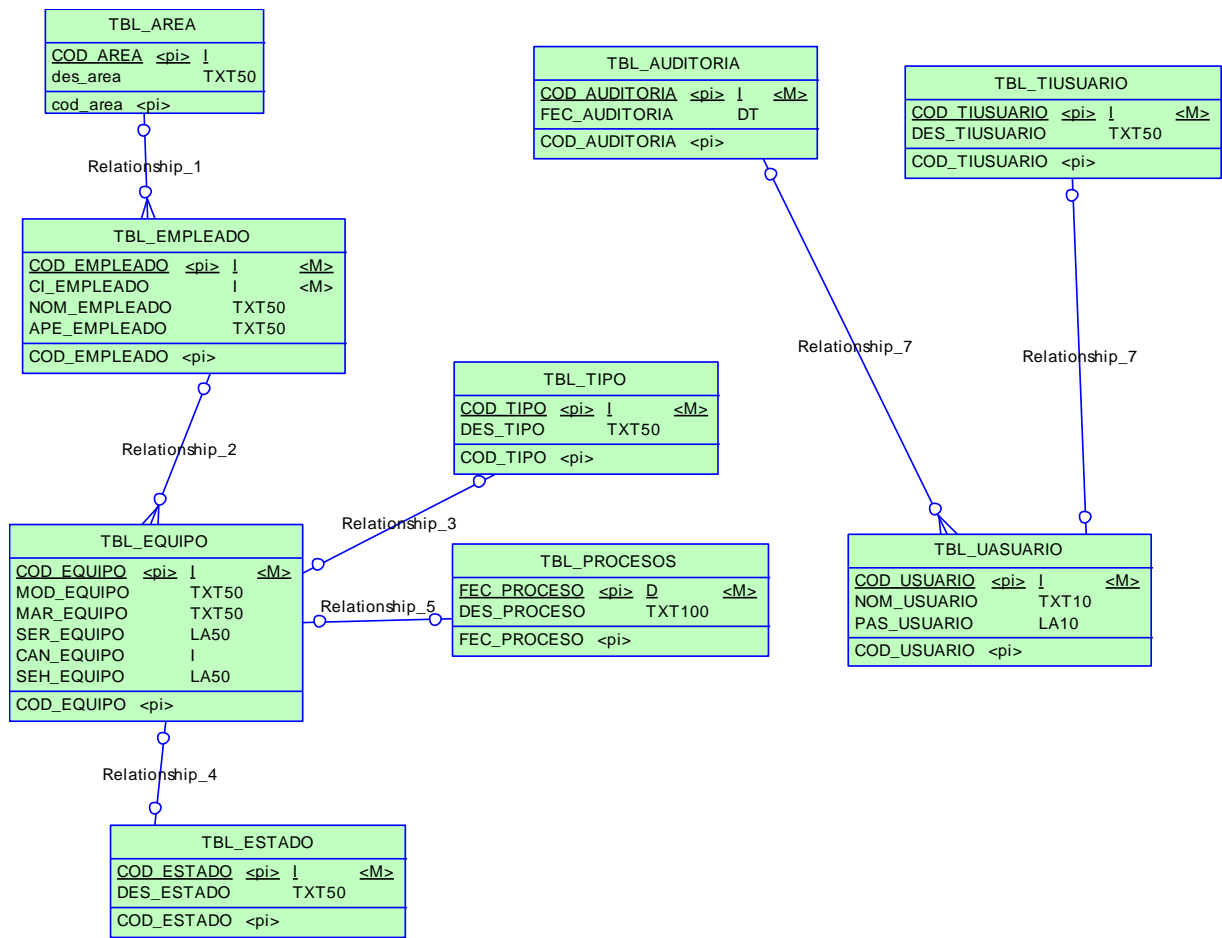 TBL_AREA
COD_AREA <pi> I
des_area TXT50
cod_area <pi>
Relationship_1
TBL_EMPLEADO
COD_EMPLEADO <pi> I <M>
CI_EMPLEADO I <M>
NOM_EMPLEADO TXT50
APE_EMPLEADO TXT50
COD_EMPLEADO <pi>
Relationship_2
TBL_EQUIPO
COD_EQUIPO <pi> I <M>
MOD_EQUIPO TXT50
MAR_EQUIPO TXT50
SER_EQUIPO LA50
CAN_EQUIPO I
SEH_EQUIPO LA50
COD_EQUIPO <pi>
Relationship_4
TBL_ESTADO
COD_ESTADO <pi> I <M>
DES_ESTADO TXT50
COD_ESTADO <pi>
TBL_TIPO
COD_TIPO <pi> I <M>
DES_TIPO TXT50
COD_TIPO <pi>
Relationship_3
TBL_PROCESOS
FEC_PROCESO <pi> D <M>
DES_PROCESO TXT100
FEC_PROCESO <pi>
Relationship_5
TBL_AUDITORIA
COD_AUDITORIA <pi> I <M>
FEC_AUDITORIA DT
COD_AUDITORIA <pi>
Relationship_7
TBL_TIUSUARIO
COD_TIUSUARIO <pi> I <M>
DES_TIUSUARIO TXT50
COD_TIUSUARIO <pi>
Relationship_7
TBL_UASUARIO
COD_USUARIO <pi> I <M>
NOM_USUARIO TXT10
PAS_USUARIO LA10
COD_USUARIO <pi>